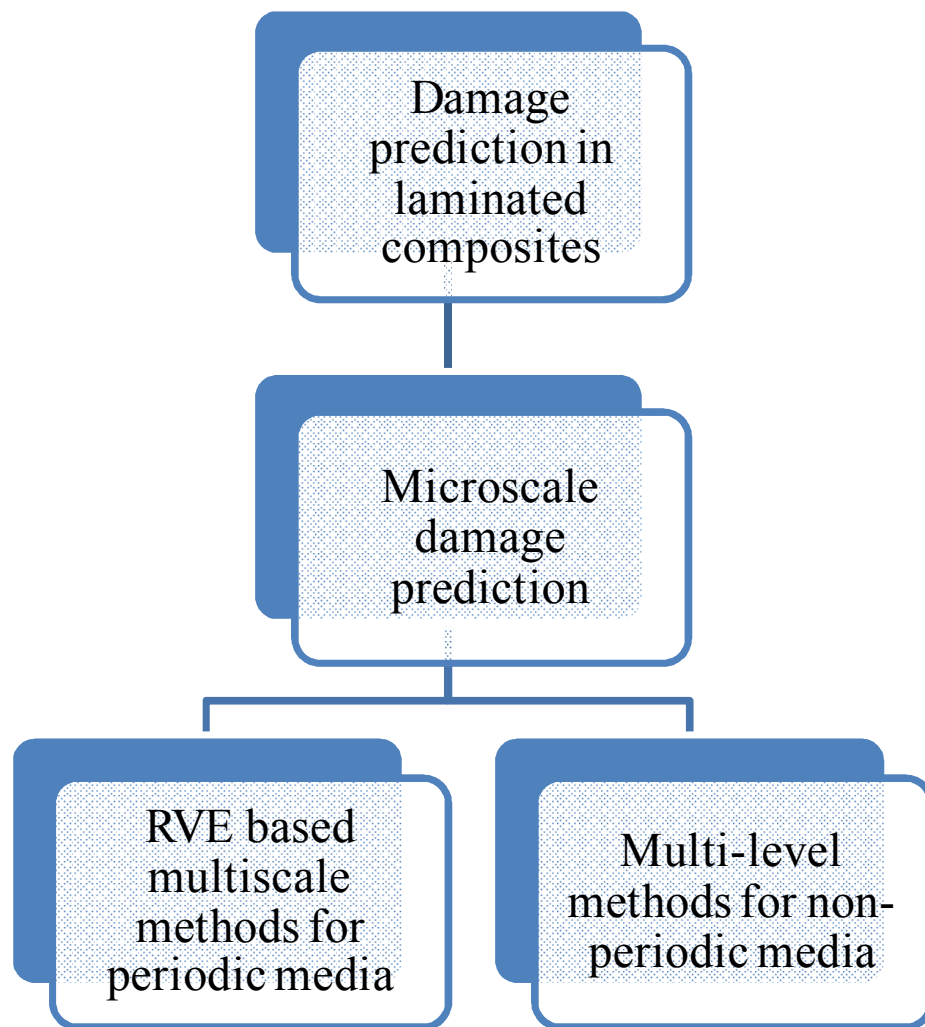 Damage
prediction in
laminated
composites
Microscale
damage
prediction
RVE based
multiscale
methods for
periodic media
Multi-level
methods for non-
periodic media